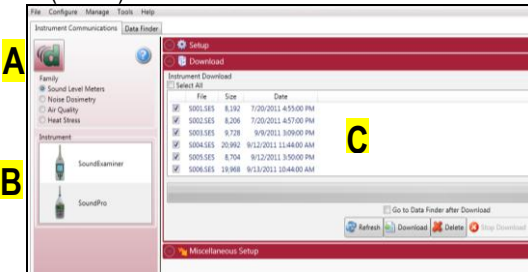 File Configure Manage Tools Help
Instrument Communications Data Finder
A
?
Family
Sound Level Meters
Noise Dosimetry
Air Quality
Heat Stress
Instrument
B
SoundExaminer
SoundPro
Setup
Download
Instrument Download
Select All
File Size Date
S001.SES 8,192 7/20/2011 4:55:00 PM
S002.SES 8,206 7/20/2011 4:57:00 PM
S003.SES 9,728 9/9/2011 3:09:00 PM
S004.SES 20,992 9/12/2011 11:44:00 AM
S005.SES 8,704 9/12/2011 3:50:00 PM
S006.SES 19,968 9/13/2011 10:44:00 AM
C
Go to Data Finder after Download
Refresh Download Delete Stop Download
Miscellaneous Setup